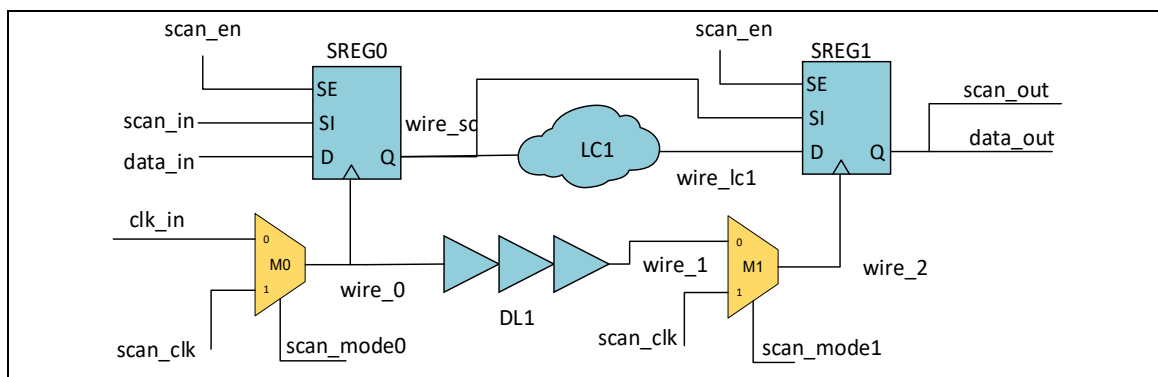 scan_en
SREG0
SE
scan_in
SI
data_in
D
Q
wire_sc
LC1
wire_lc1
scan_en
SREG1
SE
SI
D
Q
scan_out
data_out
clk_in
0
M0
1
wire_0
scan_clk
scan_mode0
DL1
wire_1
0
M1
1
wire_2
scan_clk
scan_mode1